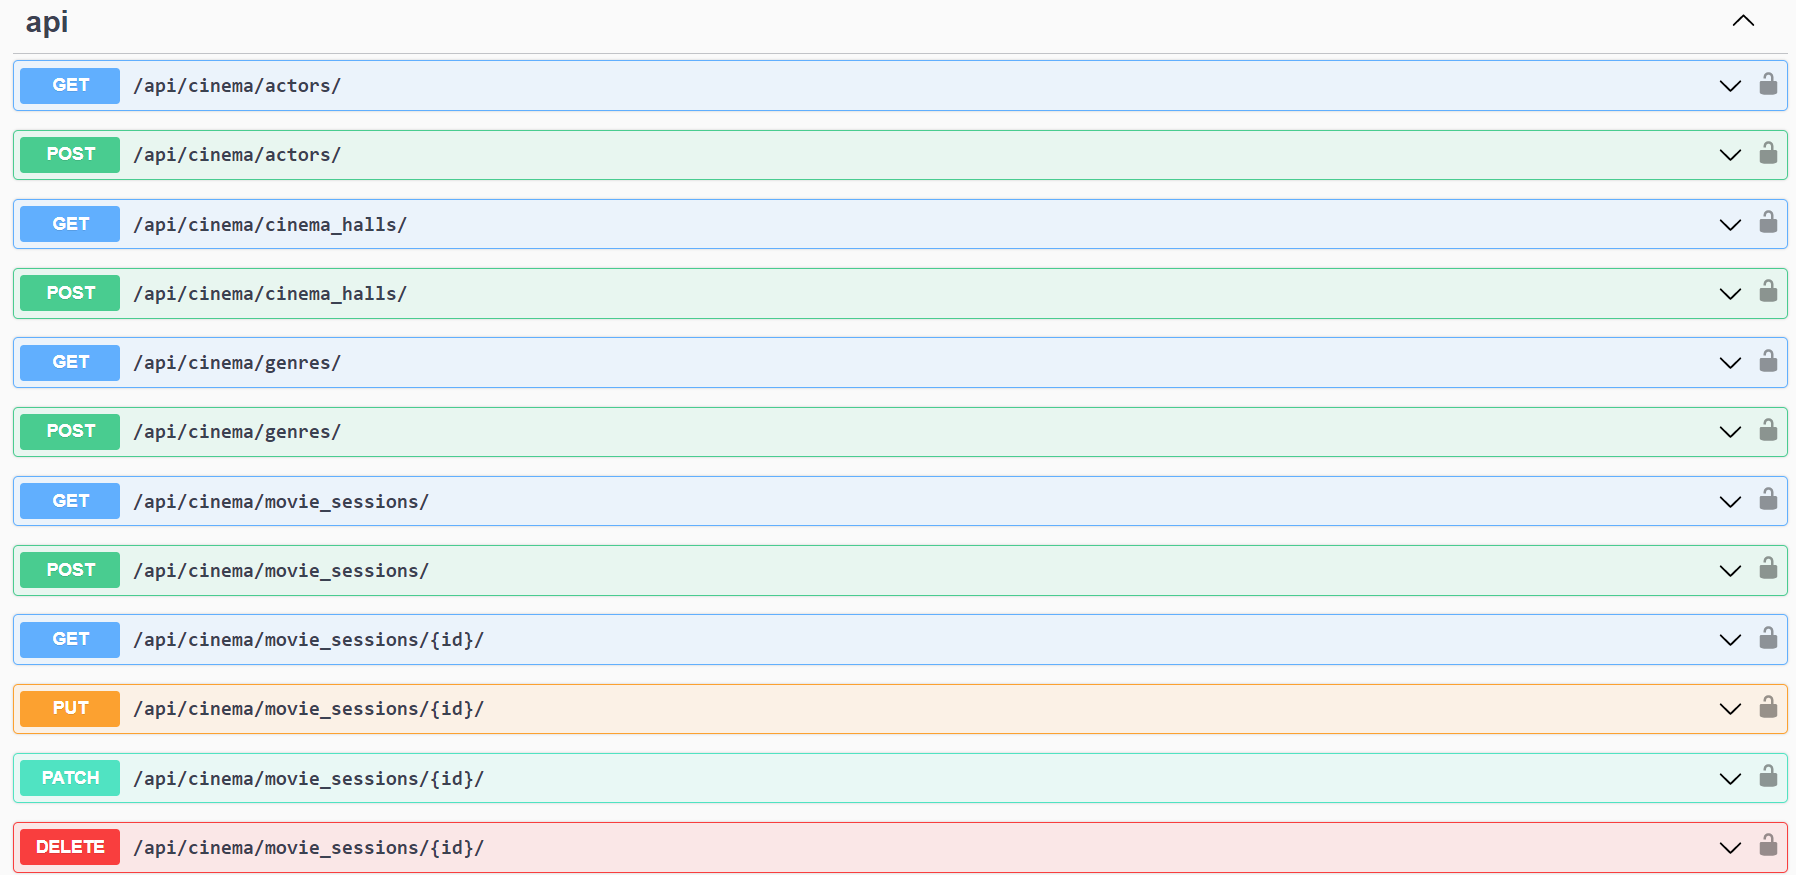 api
GET /api/cinema/actors/
POST /api/cinema/actors/
GET /api/cinema/cinema_halls/
POST /api/cinema/cinema_halls/
GET /api/cinema/genres/
POST /api/cinema/genres/
GET /api/cinema/movie_sessions/
POST /api/cinema/movie_sessions/
GET /api/cinema/movie_sessions/{id}/
PUT /api/cinema/movie_sessions/{id}/
PATCH /api/cinema/movie_sessions/{id}/
DELETE /api/cinema/movie_sessions/{id}/